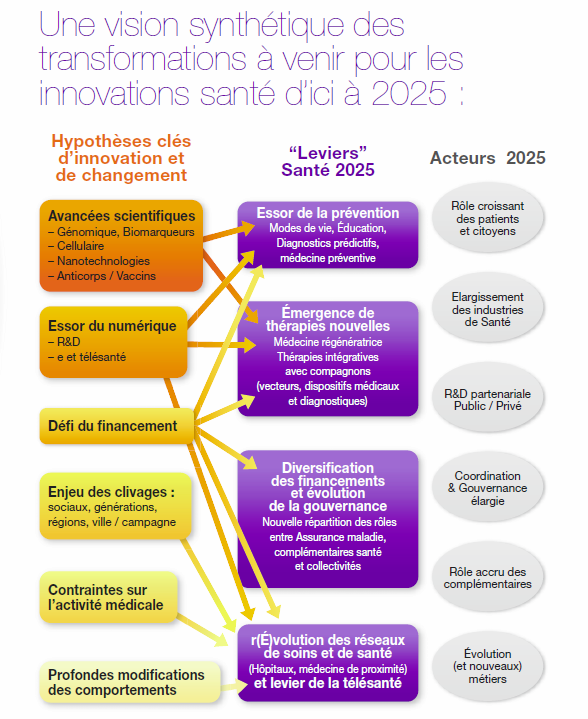 Une vision synthétique des
transformations à venir pour les
innovations santé d'ici à 2025 :
Hypothèses clés
d'innovation et
de changement
Avancées scientifiques
– Génomique, Biomarqueurs
– Cellulaire
– Nanotechnologies
– Anticorps / Vaccins
Essor du numérique
– R&D
– e et télésanté
Défi du financement
Enjeu des clivages :
sociaux, générations,
régions, ville / campagne
Contraintes sur
l'activité médicale
Profondes modifications
des comportements
“Leviers”
Santé 2025
Essor de la prévention
Modes de vie, Éducation,
Diagnostics prédictifs,
médecine préventive
Émergence de
thérapies nouvelles
Médecine régénératrice
Thérapies intégratives
avec compagnons
(vecteurs, dispositifs médicaux
et diagnostiques)
Diversification
des financements
et évolution
de la gouvernance
Nouvelle répartition des rôles
entre Assurance maladie,
complémentaires santé
et collectivités
r(É)volution des réseaux
de soins et de santé
(Hôpitaux, médecine de proximité)
et levier de la télésanté
Acteurs 2025
Rôle croissant
des patients
et citoyens
Elargissement
des industries
de Santé
R&D partenariale
Public / Privé
Coordination
& Gouvernance
élargie
Rôle accru des
complémentaires
Évolution
(et nouveaux)
métiers